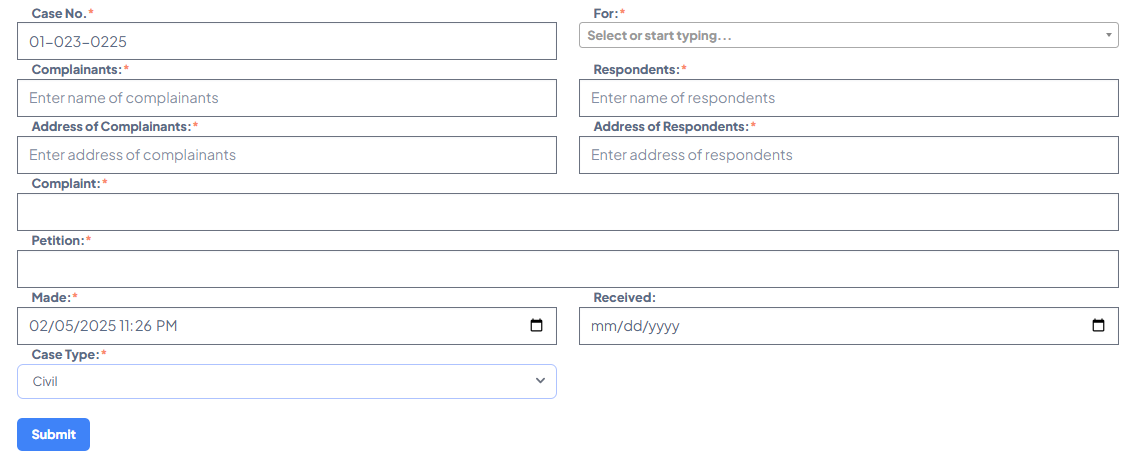 Case No.* For:*
01-023-0225 Select or start typing...
Complainants:* Respondents:*
Enter name of complainants Enter name of respondents
Address of Complainants:* Address of Respondents:*
Enter address of complainants Enter address of respondents
Complaint:*
Petition:*
Made:* Received:
02/05/2025 11:26 PM mm/dd/yyyy
Case Type:*
Civil
Submit